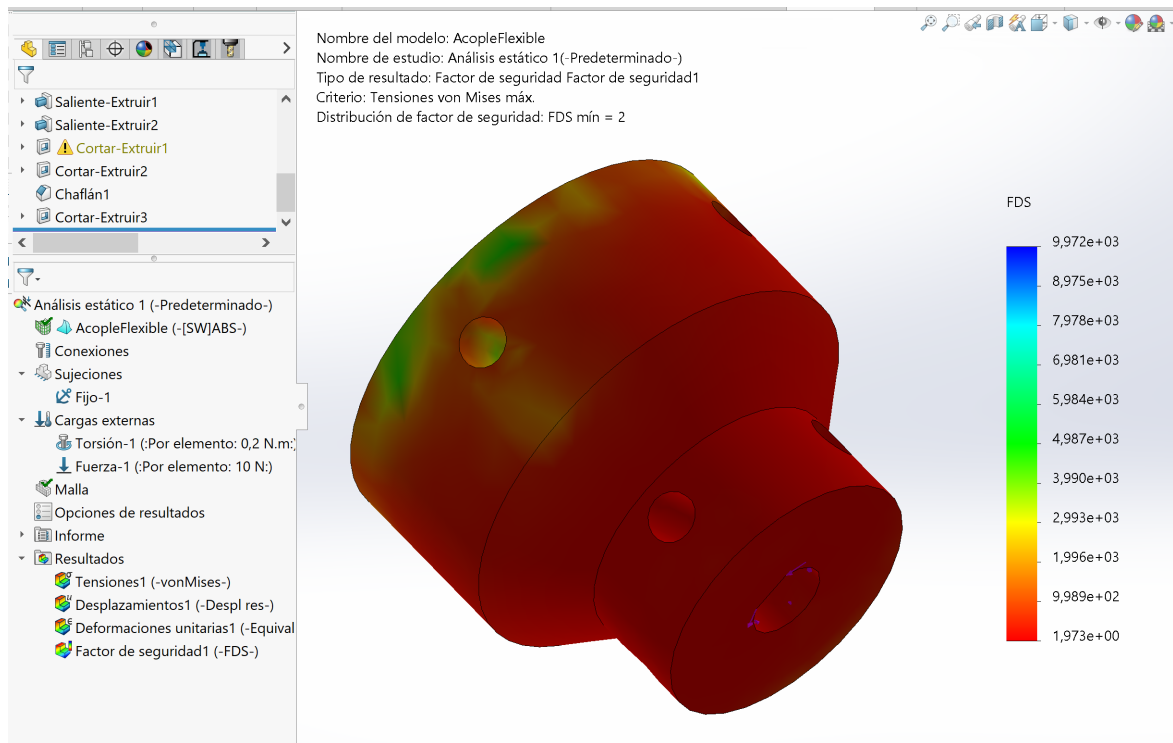 Saliente-Extruir1
Saliente-Extruir2
Cortar-Extruir1
Cortar-Extruir2
Chaflán1
Cortar-Extruir3
Análisis estático 1 (-Predeterminado-)
AcopleFlexible (-[SW]ABS-)
Conexiones
Sujeciones
Fijo-1
Cargas externas
Torsión-1 (:Por elemento: 0,2 N.m:)
Fuerza-1 (:Por elemento: 10 N:)
Malla
Opciones de resultados
Informe
Resultados
Tensiones1 (-vonMises-)
Desplazamientos1 (-Despl res-)
Deformaciones unitarias1 (-Equival
Factor de seguridad1 (-FDS-)
Nombre del modelo: AcopleFlexible
Nombre de estudio: Análisis estático 1(-Predeterminado-)
Tipo de resultado: Factor de seguridad Factor de seguridad1
Criterio: Tensiones von Mises máx.
Distribución de factor de seguridad: FDS mín = 2
FDS
9,972e+03
8,975e+03
7,978e+03
6,981e+03
5,984e+03
4,987e+03
3,990e+03
2,993e+03
1,996e+03
9,989e+02
1,973e+00